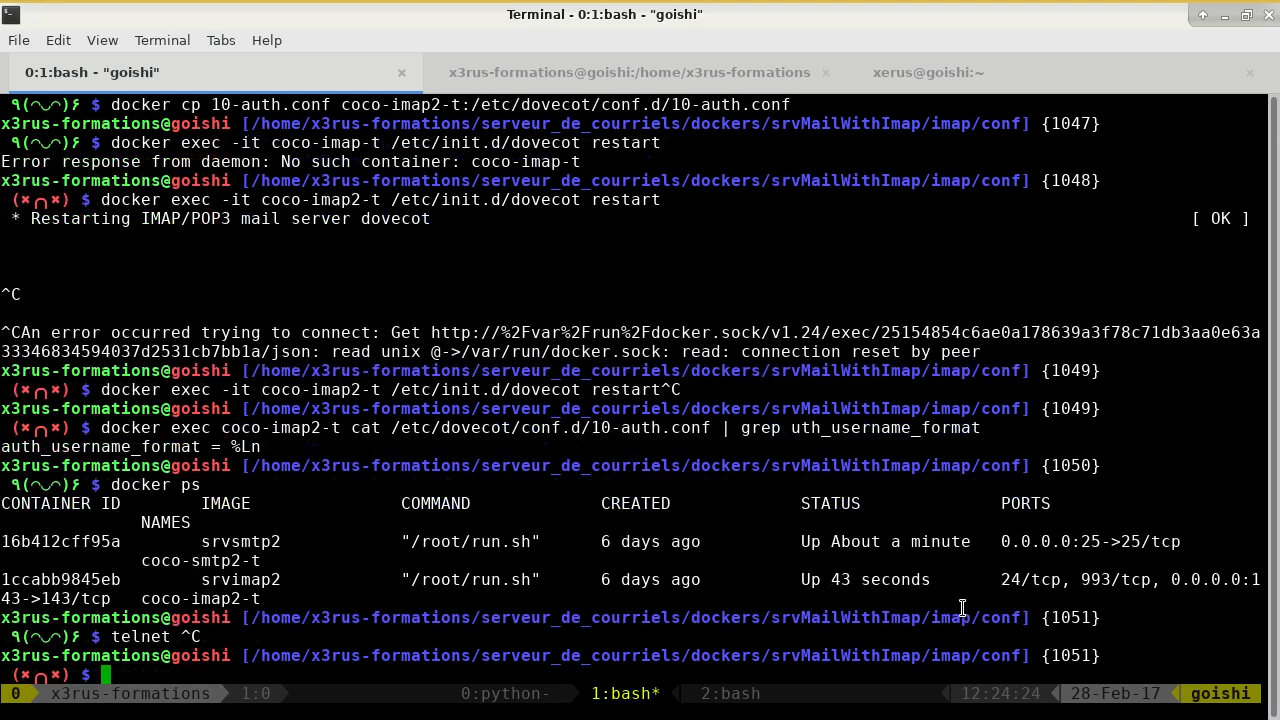 Terminal - 0:1:bash - "goishi"
File Edit View Terminal Tabs Help
0:1:bash - "goishi" × x3rus-formations@goishi:/home/x3rus-formations × xerus@goishi:~ ×
٩(◠◡◠)۶ $ docker cp 10-auth.conf coco-imap2-t:/etc/dovecot/conf.d/10-auth.conf
x3rus-formations@goishi [/home/x3rus-formations/serveur_de_courriels/dockers/srvMailWithImap/imap/conf] {1047}
٩(◠◡◠)۶ $ docker exec -it coco-imap-t /etc/init.d/dovecot restart
Error response from daemon: No such container: coco-imap-t
x3rus-formations@goishi [/home/x3rus-formations/serveur_de_courriels/dockers/srvMailWithImap/imap/conf] {1048}
(✖╭╮✖) $ docker exec -it coco-imap2-t /etc/init.d/dovecot restart
* Restarting IMAP/POP3 mail server dovecot [ OK ]
^C
^CAn error occurred trying to connect: Get http://%2Fvar%2Frun%2Fdocker.sock/v1.24/exec/25154854c6ae0a178639a3f78c71db3aa0e63a
33346834594037d2531cb7bb1a/json: read unix @->/var/run/docker.sock: read: connection reset by peer
x3rus-formations@goishi [/home/x3rus-formations/serveur_de_courriels/dockers/srvMailWithImap/imap/conf] {1049}
(✖╭╮✖) $ docker exec -it coco-imap2-t /etc/init.d/dovecot restart^C
x3rus-formations@goishi [/home/x3rus-formations/serveur_de_courriels/dockers/srvMailWithImap/imap/conf] {1049}
(✖╭╮✖) $ docker exec coco-imap2-t cat /etc/dovecot/conf.d/10-auth.conf | grep uth_username_format
auth_username_format = %Ln
x3rus-formations@goishi [/home/x3rus-formations/serveur_de_courriels/dockers/srvMailWithImap/imap/conf] {1050}
٩(◠◡◠)۶ $ docker ps
CONTAINER ID IMAGE COMMAND CREATED STATUS PORTS
NAMES
16b412cff95a srvsmtp2 "/root/run.sh" 6 days ago Up About a minute 0.0.0.0:25->25/tcp
coco-smtp2-t
1ccabb9845eb srvimap2 "/root/run.sh" 6 days ago Up 43 seconds 24/tcp, 993/tcp, 0.0.0.0:1
43->143/tcp coco-imap2-t
x3rus-formations@goishi [/home/x3rus-formations/serveur_de_courriels/dockers/srvMailWithImap/imap/conf] {1051}
٩(◠◡◠)۶ $ telnet ^C
x3rus-formations@goishi [/home/x3rus-formations/serveur_de_courriels/dockers/srvMailWithImap/imap/conf] {1051}
(✖╭╮✖) $
0 x3rus-formations 1:0 0:python- 1:bash* 2:bash 12:24:24 28-Feb-17 goishi